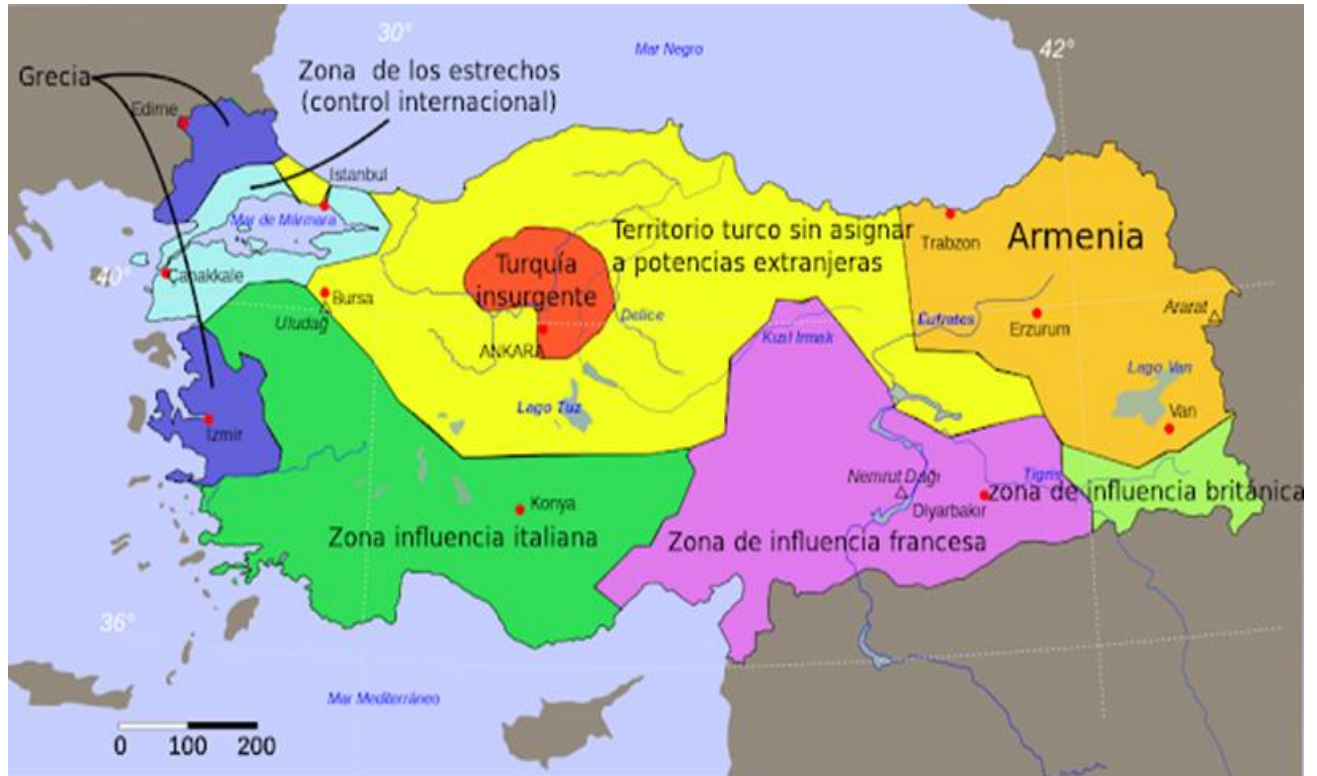 30°
42°
Mar Negro
Grecia
Zona de los estrechos
(control internacional)
Edirne
Istanbul
Mar de Mármara
Territorio turco sin asignar
a potencias extranjeras
Trabzon
Armenia
40°
Çanakkale
Turquía
insurgente
Bursa
Uludağ
Delice
Eufrates
Ararat
Erzurum
ANKARA
Kızıl Irmak
Lago Van
Lago Tuz
Van
Izmir
Nemrut Dağı
Tigris
zona de influencia británica
Konya
Diyarbakır
Zona influencia italiana
Zona de influencia francesa
36°
Mar Mediterráneo
0 100 200